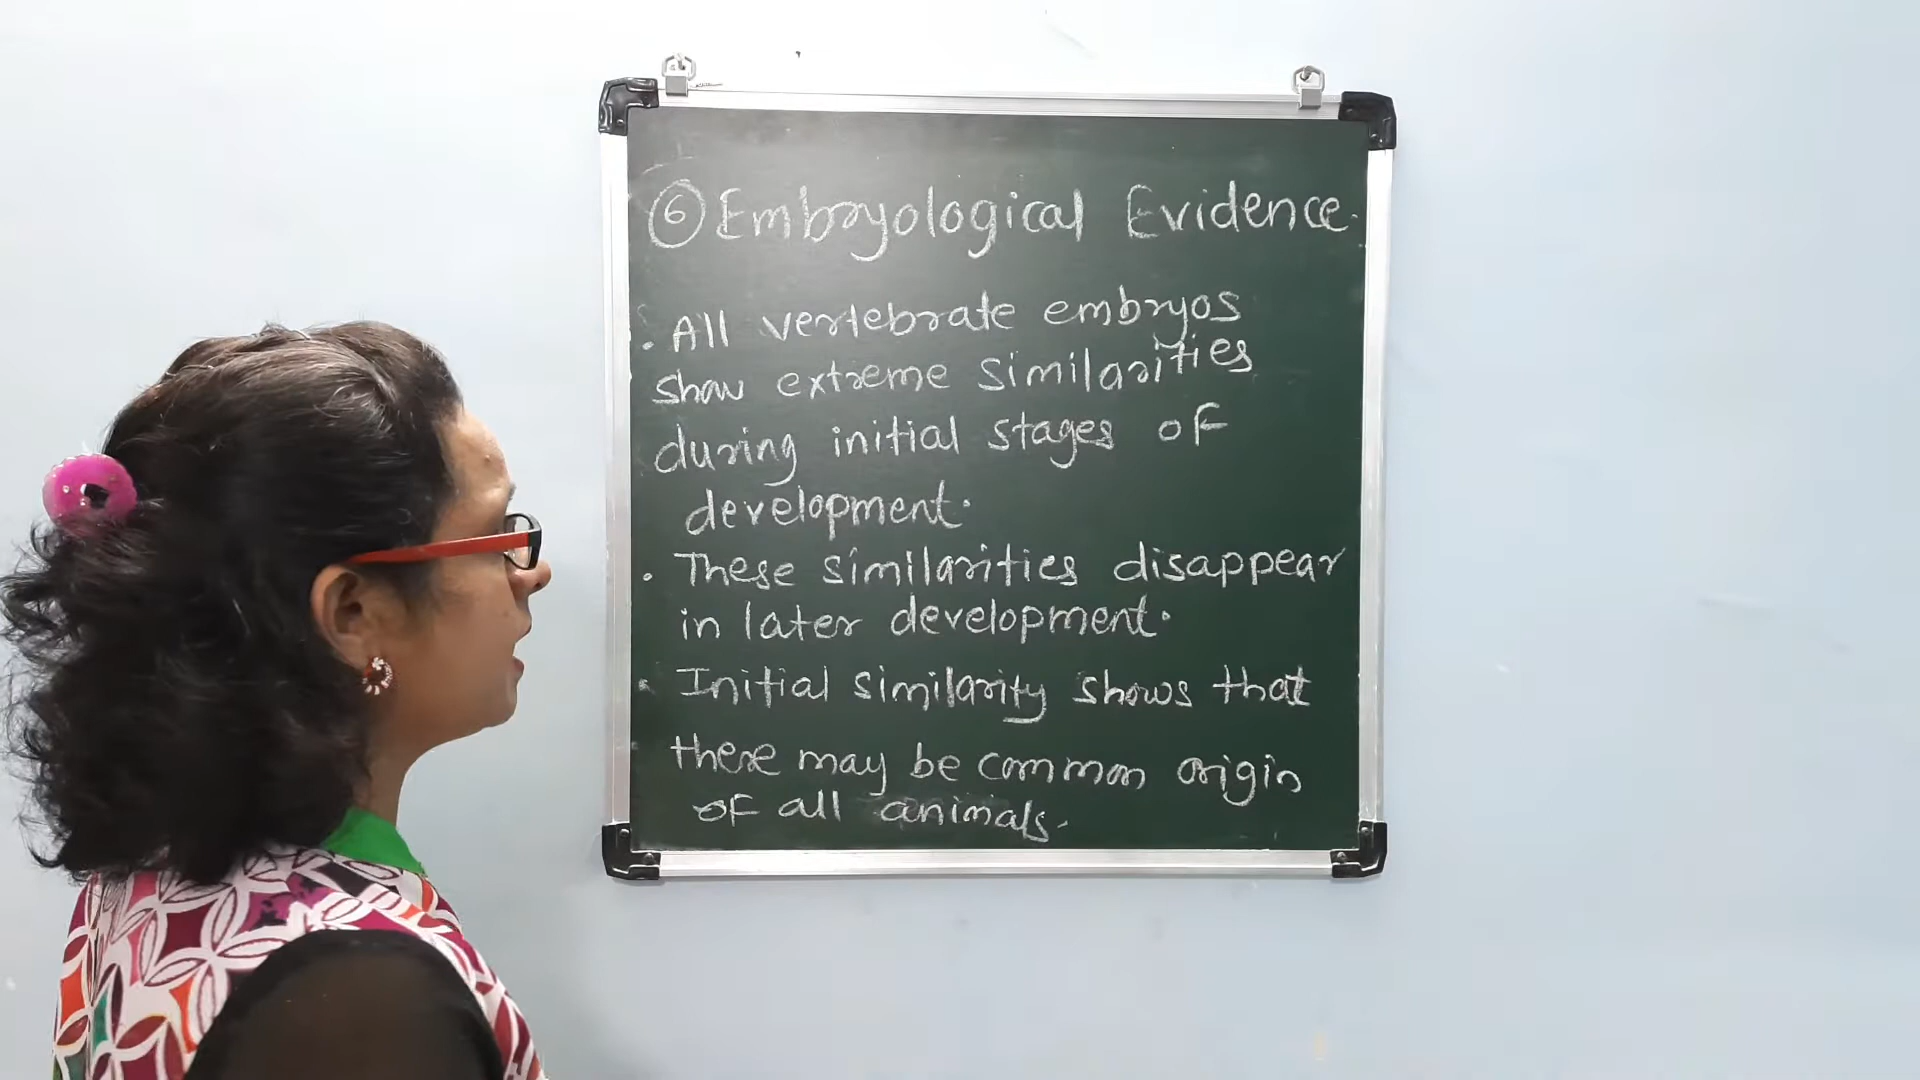 6 Embryological Evidence.
. All vertebrate embryos
show extreme similarities
during initial stages of
development.
. These similarities disappear
in later development.
. Initial similarity shows that
there may be common origin
of all animals.